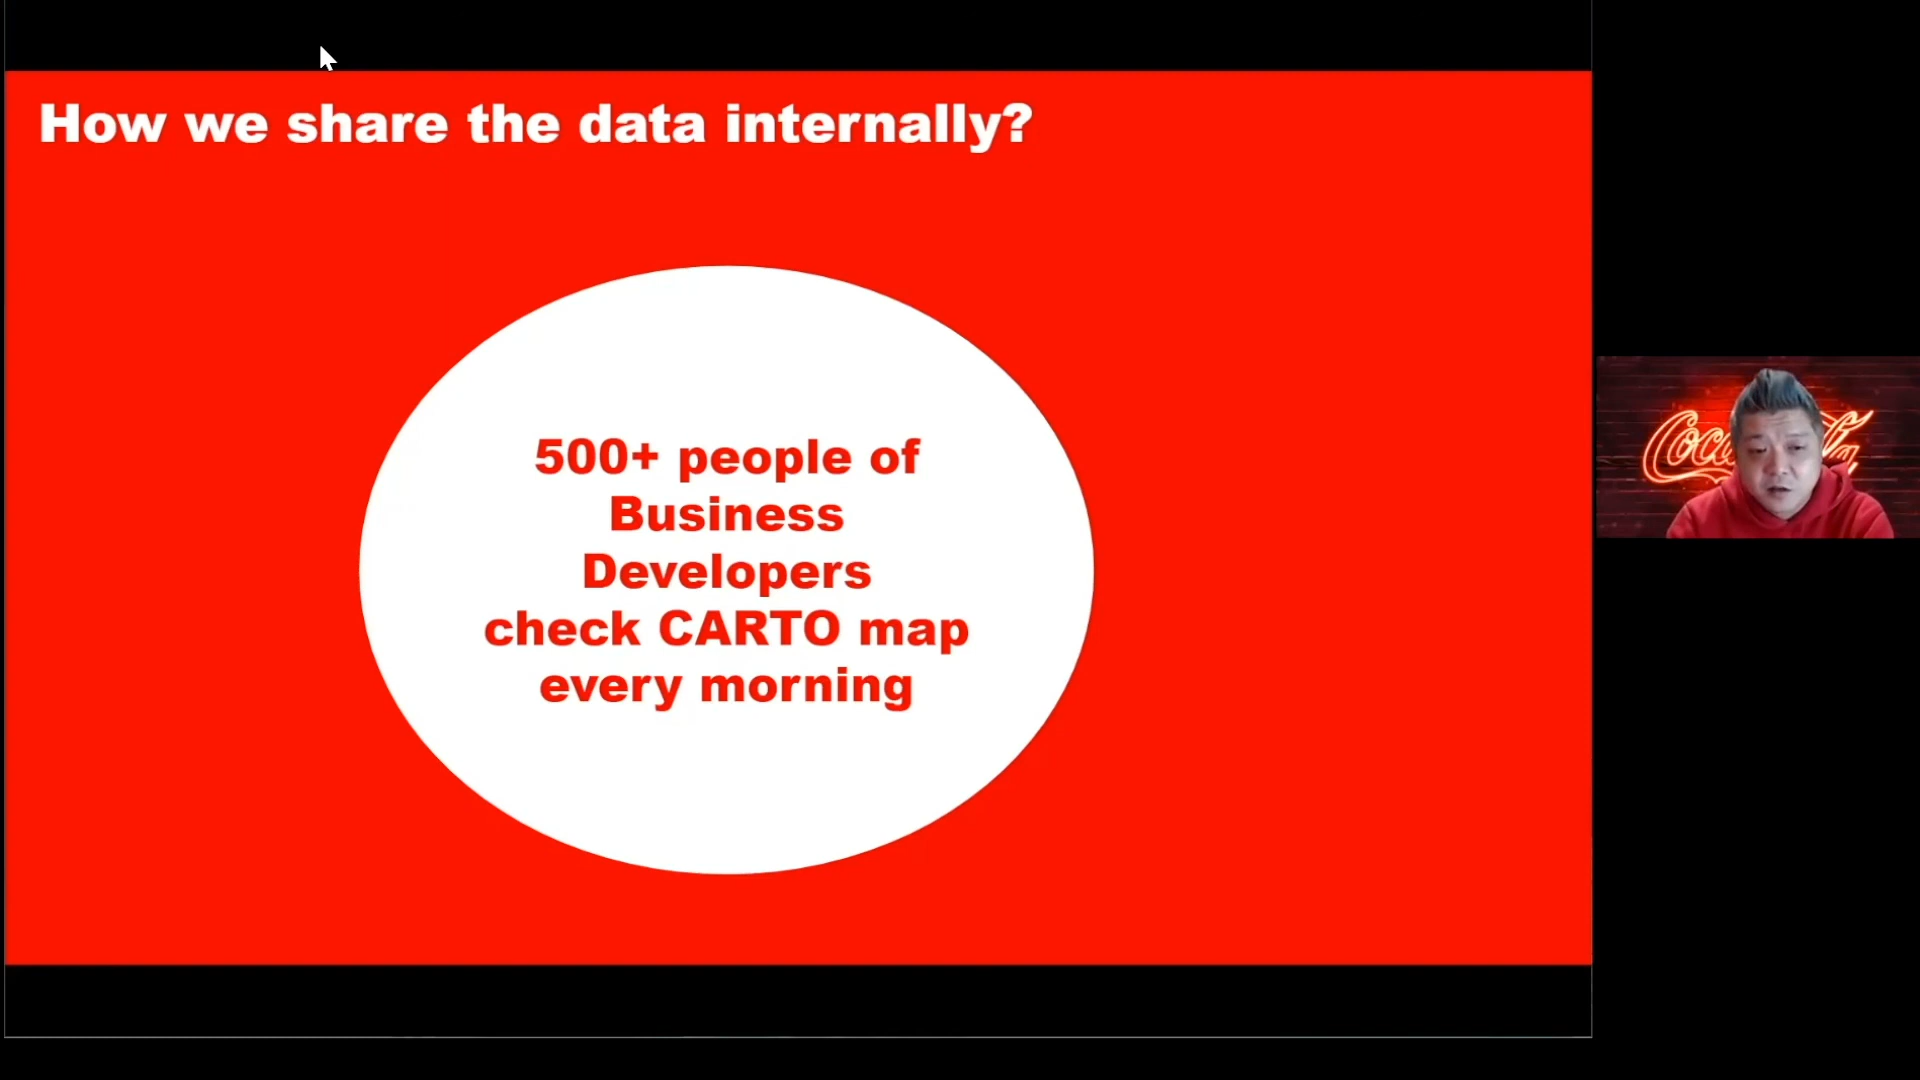 How we share the data internally?
500+ people of
Business
Developers
check CARTO map
every morning